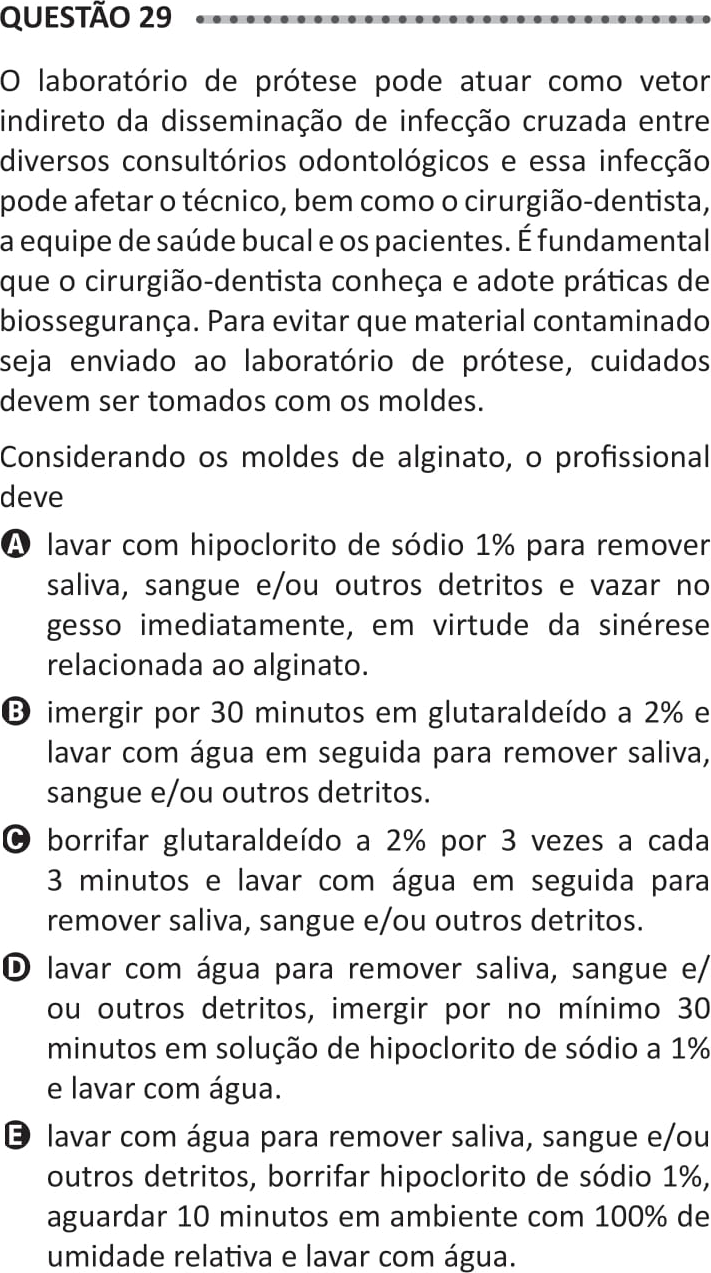 QUESTÃO 29
O laboratório de prótese pode atuar como vetor
indireto da disseminação de infecção cruzada entre
diversos consultórios odontológicos e essa infecção
pode afetar o técnico, bem como o cirurgião-dentista,
a equipe de saúde bucal e os pacientes. É fundamental
que o cirurgião-dentista conheça e adote práticas de
biossegurança. Para evitar que material contaminado
seja enviado ao laboratório de prótese, cuidados
devem ser tomados com os moldes.
Considerando os moldes de alginato, o profissional
deve
A lavar com hipoclorito de sódio 1% para remover
saliva, sangue e/ou outros detritos e vazar no
gesso imediatamente, em virtude da sinérese
relacionada ao alginato.
B imergir por 30 minutos em glutaraldeído a 2% e
lavar com água em seguida para remover saliva,
sangue e/ou outros detritos.
C borrifar glutaraldeído a 2% por 3 vezes a cada
3 minutos e lavar com água em seguida para
remover saliva, sangue e/ou outros detritos.
D lavar com água para remover saliva, sangue e/
ou outros detritos, imergir por no mínimo 30
minutos em solução de hipoclorito de sódio a 1%
e lavar com água.
E lavar com água para remover saliva, sangue e/ou
outros detritos, borrifar hipoclorito de sódio 1%,
aguardar 10 minutos em ambiente com 100% de
umidade relativa e lavar com água.